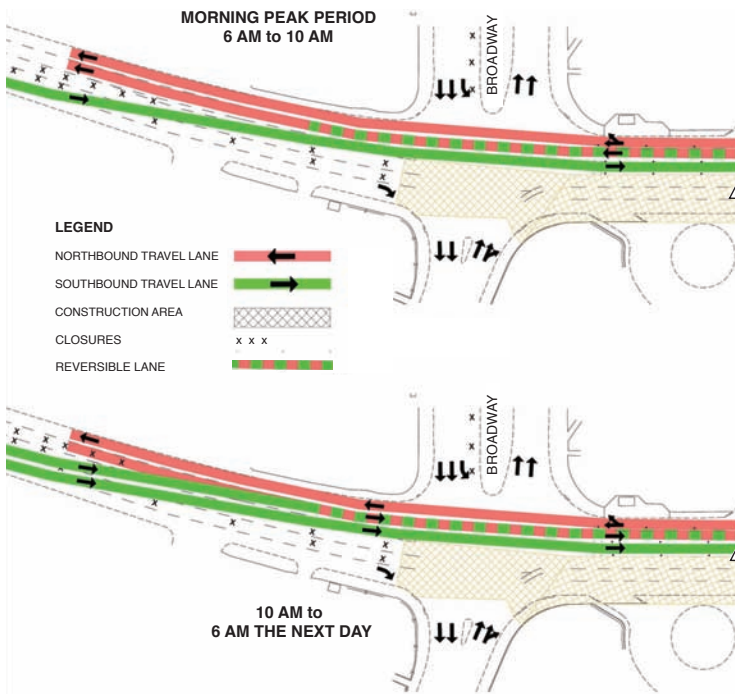 MORNING PEAK PERIOD
6 AM to 10 AM
BROADWAY
LEGEND
NORTHBOUND TRAVEL LANE
SOUTHBOUND TRAVEL LANE
CONSTRUCTION AREA
CLOSURES x x x
REVERSIBLE LANE
BROADWAY
10 AM to
6 AM THE NEXT DAY